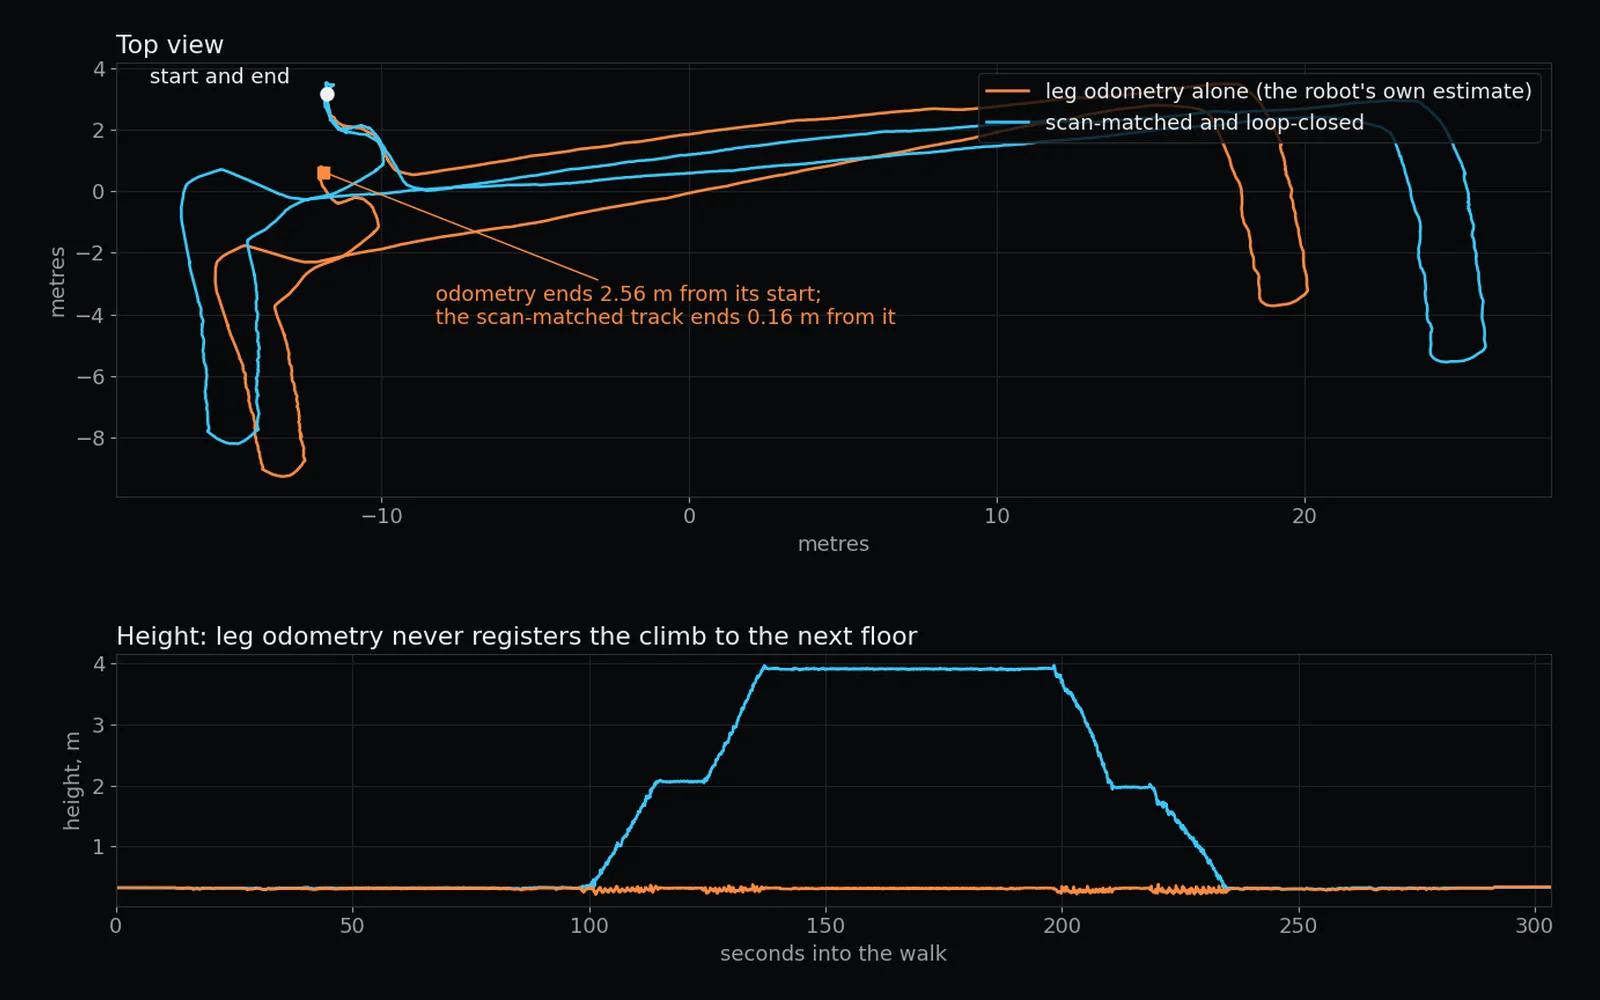 Top view
start and end
leg odometry alone (the robot's own estimate)
scan-matched and loop-closed
odometry ends 2.56 m from its start;
the scan-matched track ends 0.16 m from it
4
2
0
−2
−4
−6
−8
metres
−10
0
10
20
metres
Height: leg odometry never registers the climb to the next floor
4
3
2
1
height, m
0
50
100
150
200
250
300
seconds into the walk